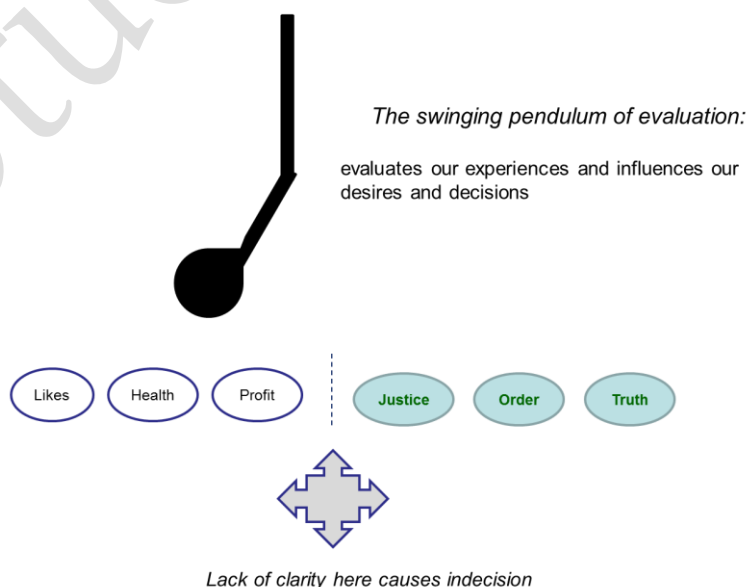 The swinging pendulum of evaluation:
evaluates our experiences and influences our
desires and decisions
Likes
Health
Profit
Justice
Order
Truth
Lack of clarity here causes indecision